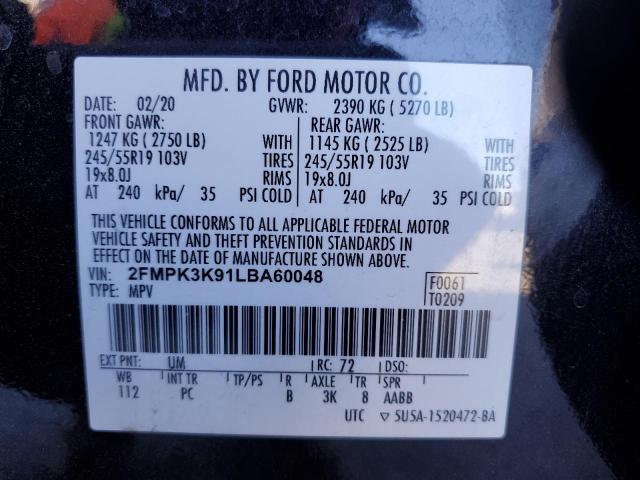 MFD. BY FORD MOTOR CO.
DATE: 02/20 GVWR: 2390 KG ( 5270 LB)
FRONT GAWR: REAR GAWR:
1247 KG ( 2750 LB) WITH 1145 KG ( 2525 LB) WITH
245/55R19 103V TIRES 245/55R19 103V TIRES
19x8.0J RIMS 19x8.0J RIMS
AT 240 kPa/ 35 PSI COLD AT 240 kPa/ 35 PSI COLD
THIS VEHICLE CONFORMS TO ALL APPLICABLE FEDERAL MOTOR
VEHICLE SAFETY AND THEFT PREVENTION STANDARDS IN
EFFECT ON THE DATE OF MANUFACTURE SHOWN ABOVE.
VIN: 2FMPK3K91LBA60048 F0061
TYPE: MPV T0209
EXT PNT: UM RC: 72 DSO:
WB INT TR TP/PS R AXLE TR SPR
112 PC B 3K 8 AABB
UTC ▽ 5U5A-1520472-BA